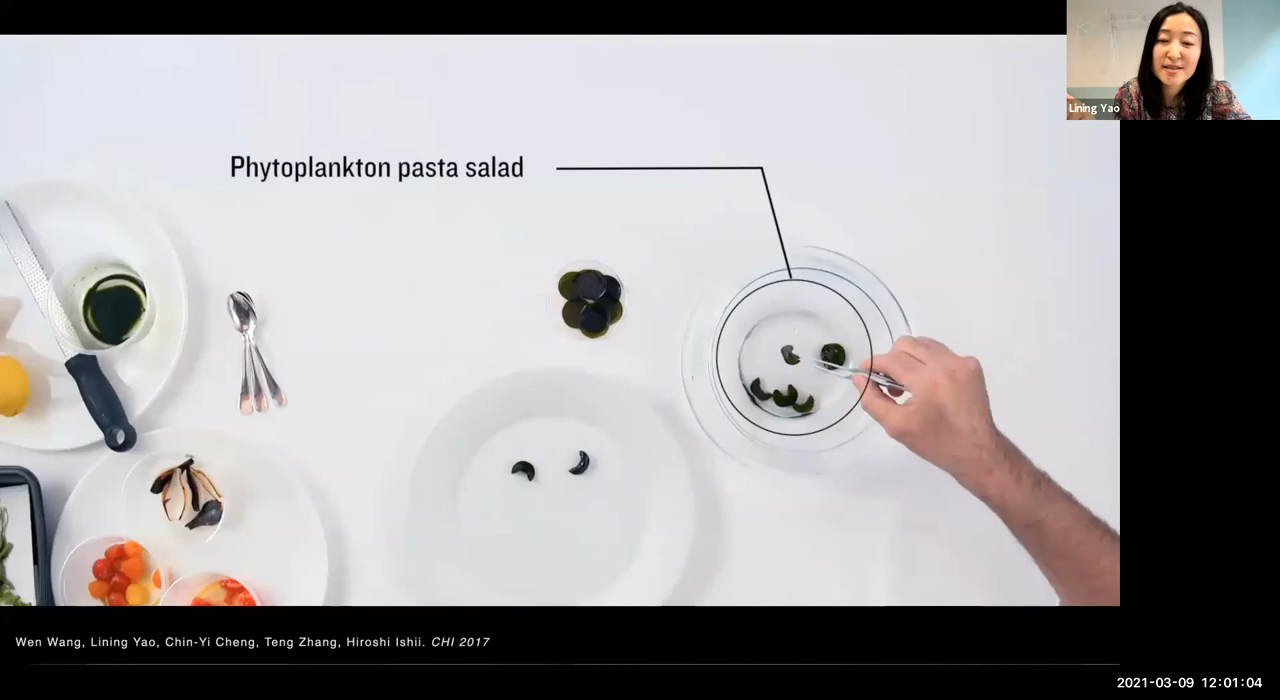 Lining Yao
Phytoplankton pasta salad
Wen Wang, Lining Yao, Chin-Yi Cheng, Teng Zhang, Hiroshi Ishii. CHI 2017
2021-03-09 12:01:04